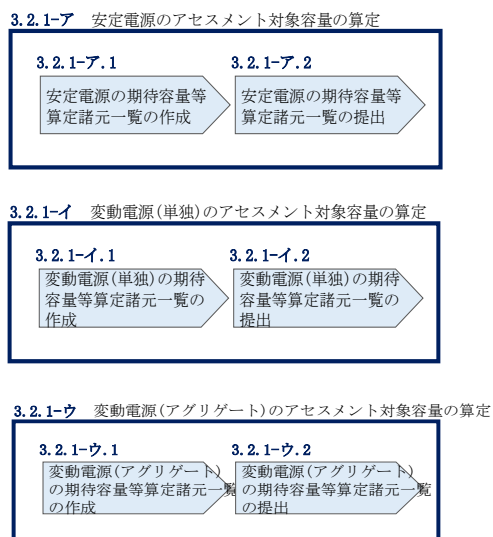 3.2.1-ア　安定電源のアセスメント対象容量の算定
3.2.1-ア.1
安定電源の期待容量等
算定諸元一覧の作成
3.2.1-ア.2
安定電源の期待容量等
算定諸元一覧の提出
3.2.1-イ　変動電源(単独)のアセスメント対象容量の算定
3.2.1-イ.1
変動電源(単独)の期待
容量等算定諸元一覧の
作成
3.2.1-イ.2
変動電源(単独)の期待
容量等算定諸元一覧の
提出
3.2.1-ウ　変動電源(アグリゲート)のアセスメント対象容量の算定
3.2.1-ウ.1
変動電源(アグリゲート)
の期待容量等算定諸元一覧
の作成
3.2.1-ウ.2
変動電源(アグリゲート)
の期待容量等算定諸元一覧
の提出